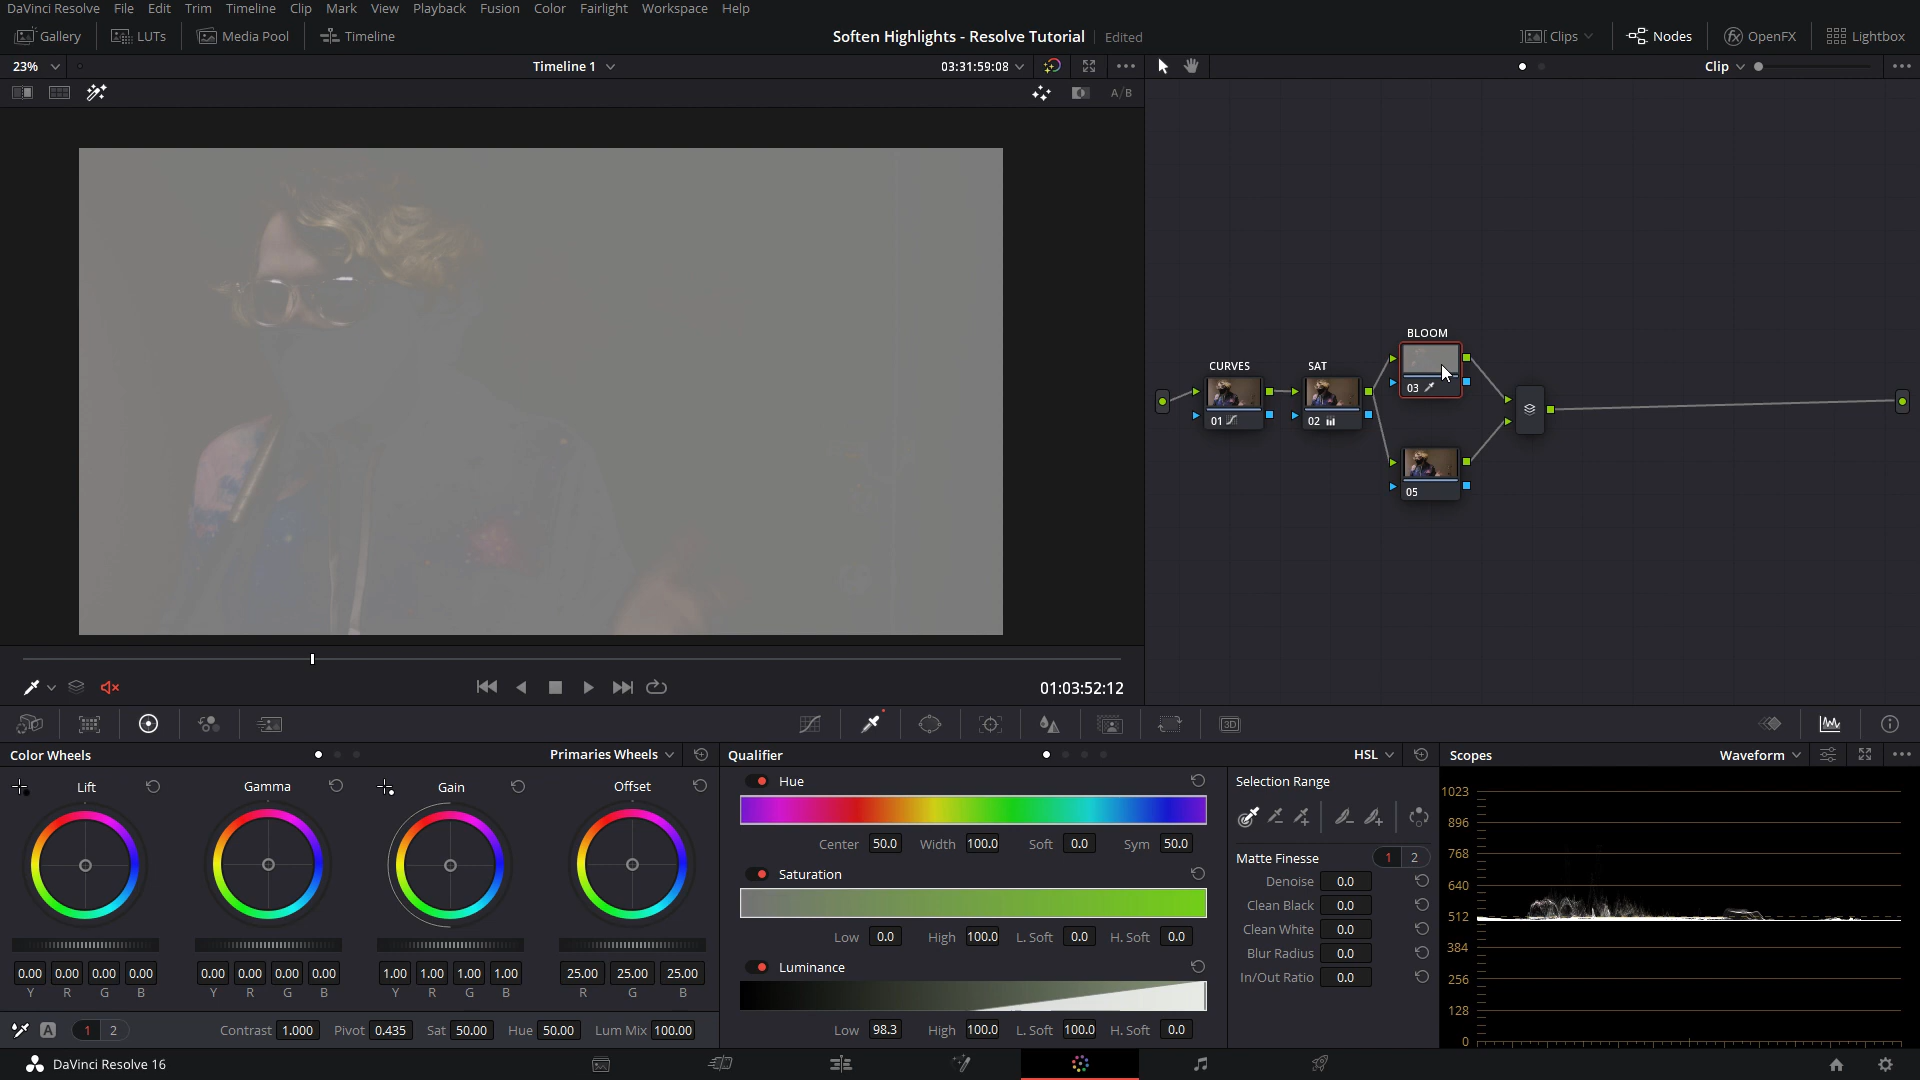 DaVinci Resolve File Edit Trim Timeline Clip Mark View Playback Fusion Color Fairlight Workspace Help
Gallery LUTs Media Pool Timeline Soften Highlights - Resolve Tutorial Edited Clips Nodes OpenFX Lightbox
23% Timeline 1 03:31:59:08 Clip
A/B
BLOOM
CURVES SAT
03
01 02
05
01:03:52:12
3D
Color Wheels Primaries Wheels Qualifier HSL Scopes Waveform
Lift Gamma Gain Offset
Hue
Center 50.0 Width 100.0 Soft 0.0 Sym 50.0
Saturation
Low 0.0 High 100.0 L. Soft 0.0 H. Soft 0.0
Luminance
Low 98.3 High 100.0 L. Soft 100.0 H. Soft 0.0
Selection Range
Matte Finesse 1 2
Denoise 0.0
Clean Black 0.0
Clean White 0.0
Blur Radius 0.0
In/Out Ratio 0.0
1023
896
768
640
512
384
256
128
0
0.00 0.00 0.00 0.00 0.00 0.00 0.00 0.00 1.00 1.00 1.00 1.00 25.00 25.00 25.00
Y R G B Y R G B Y R G B R G B
A 1 2 Contrast 1.000 Pivot 0.435 Sat 50.00 Hue 50.00 Lum Mix 100.00
DaVinci Resolve 16